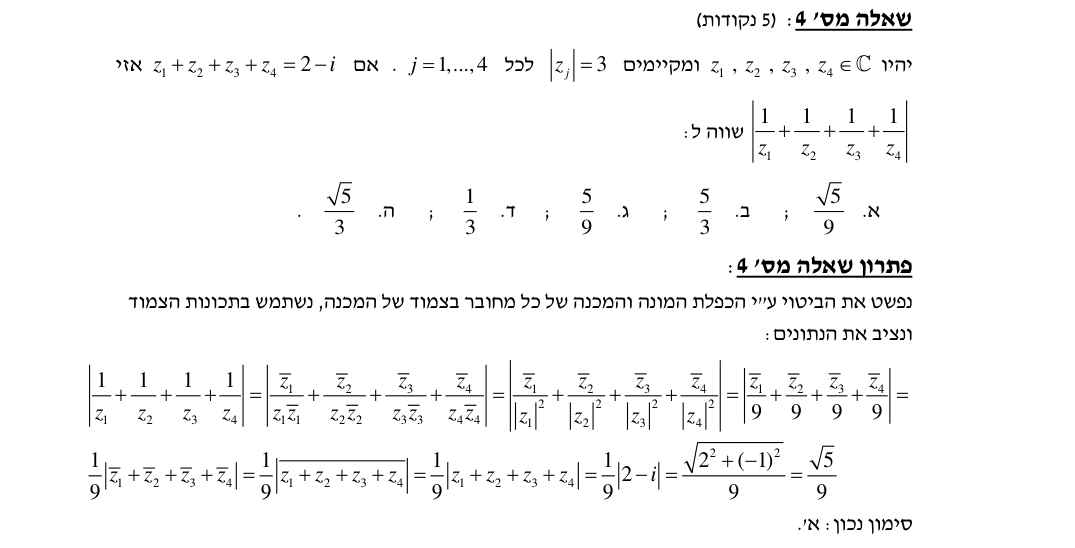 שאלה מס׳ 4 : (5 נקודות)
יהיו z₁ , z₂ , z₃ , z₄ ∈ ℂ ומקיימים |z_j| = 3 לכל j = 1,...,4 . אם z₁ + z₂ + z₃ + z₄ = 2 − i אזי
|1/z₁ + 1/z₂ + 1/z₃ + 1/z₄| שווה ל :
א. √5/9 ; ב. 5/3 ; ג. 5/9 ; ד. 1/3 ; ה. √5/3 .
פתרון שאלה מס׳ 4 :
נפשט את הביטוי ע״י הכפלת המונה והמכנה של כל מחובר בצמוד של המכנה, נשתמש בתכונות הצמוד
ונציב את הנתונים :
|1/z₁ + 1/z₂ + 1/z₃ + 1/z₄| = |z̅₁/(z₁z̅₁) + z̅₂/(z₂z̅₂) + z̅₃/(z₃z̅₃) + z̅₄/(z₄z̅₄)| = |z̅₁/|z₁|² + z̅₂/|z₂|² + z̅₃/|z₃|² + z̅₄/|z₄|²| = |z̅₁/9 + z̅₂/9 + z̅₃/9 + z̅₄/9| =
1/9 |z̅₁ + z̅₂ + z̅₃ + z̅₄| = 1/9 |\overline{z₁ + z₂ + z₃ + z₄}| = 1/9 |z₁ + z₂ + z₃ + z₄| = 1/9 |2 − i| = √(2² + (−1)²)/9 = √5/9
סימון נכון : א׳.